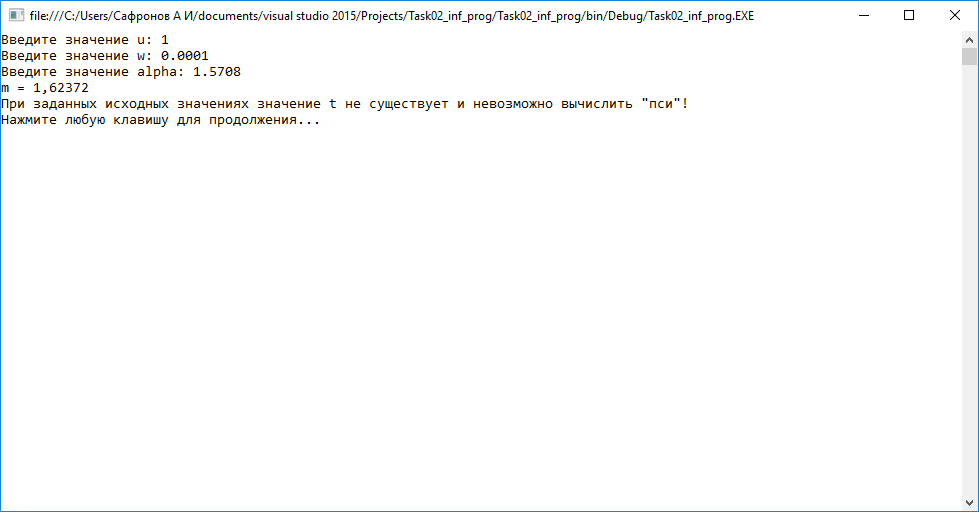 file:///C:/Users/Сафронов А И/documents/visual studio 2015/Projects/Task02_inf_prog/Task02_inf_prog/bin/Debug/Task02_inf_prog.EXE
Введите значение u: 1
Введите значение w: 0.0001
Введите значение alpha: 1.5708
m = 1,62372
При заданных исходных значениях значение t не существует и невозможно вычислить "пси"!
Нажмите любую клавишу для продолжения...